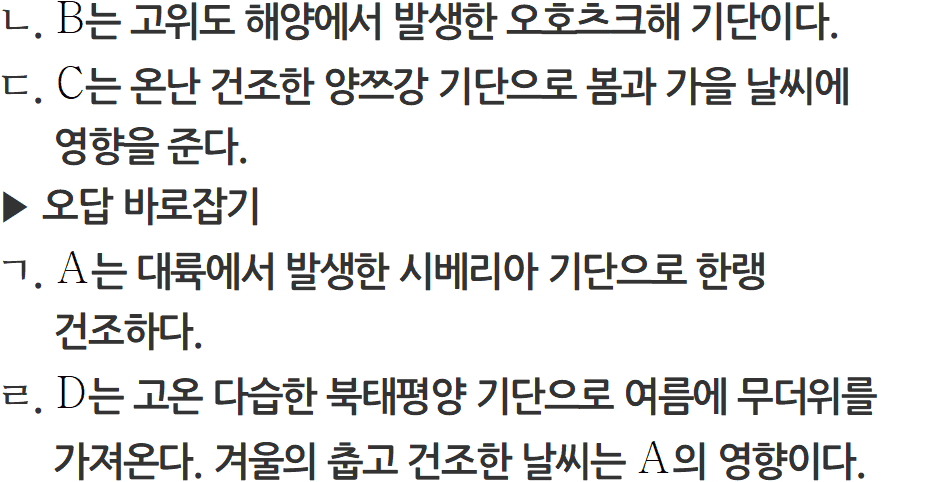 ㄴ. B는 고위도 해양에서 발생한 오호츠크해 기단이다.
ㄷ. C는 온난 건조한 양쯔강 기단으로 봄과 가을 날씨에
영향을 준다.
▶ 오답 바로잡기
ㄱ. A는 대륙에서 발생한 시베리아 기단으로 한랭
건조하다.
ㄹ. D는 고온 다습한 북태평양 기단으로 여름에 무더위를
가져온다. 겨울의 춥고 건조한 날씨는 A의 영향이다.